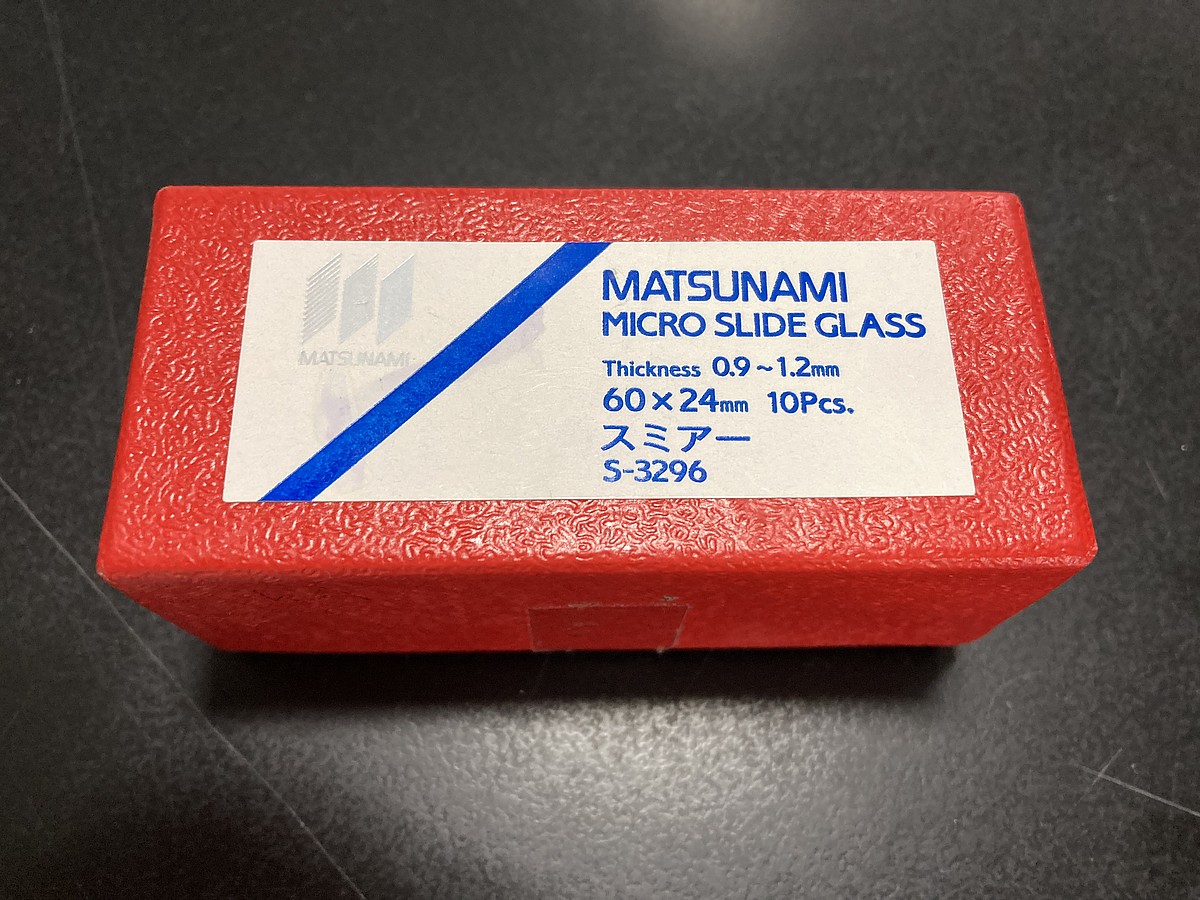 MATSUNAMI
MATSUNAMI
MICRO SLIDE GLASS
Thickness 0.9~1.2mm
60×24mm 10Pcs.
スミアー
S-3296